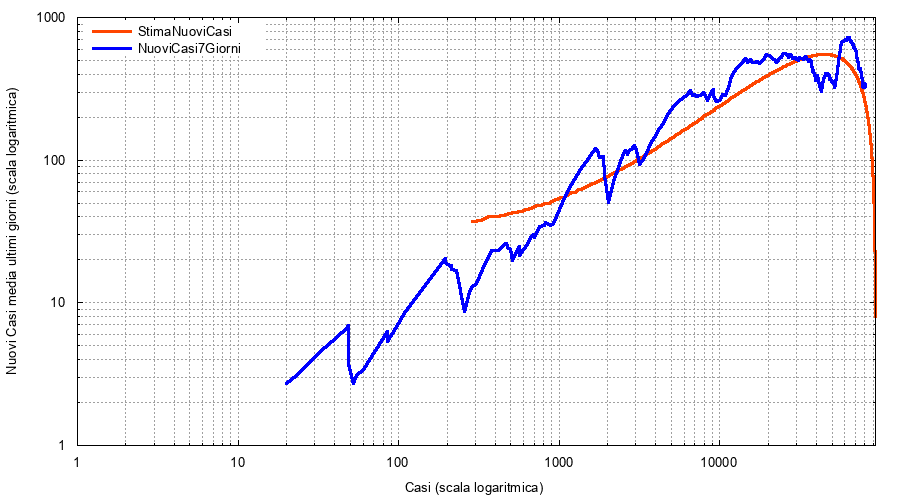 1000
StimaNuoviCasi
NuoviCasi7Giorni
100
10
1
Nuovi Casi media ultimi giorni (scala logaritmica)
1 10 100 1000 10000
Casi (scala logaritmica)